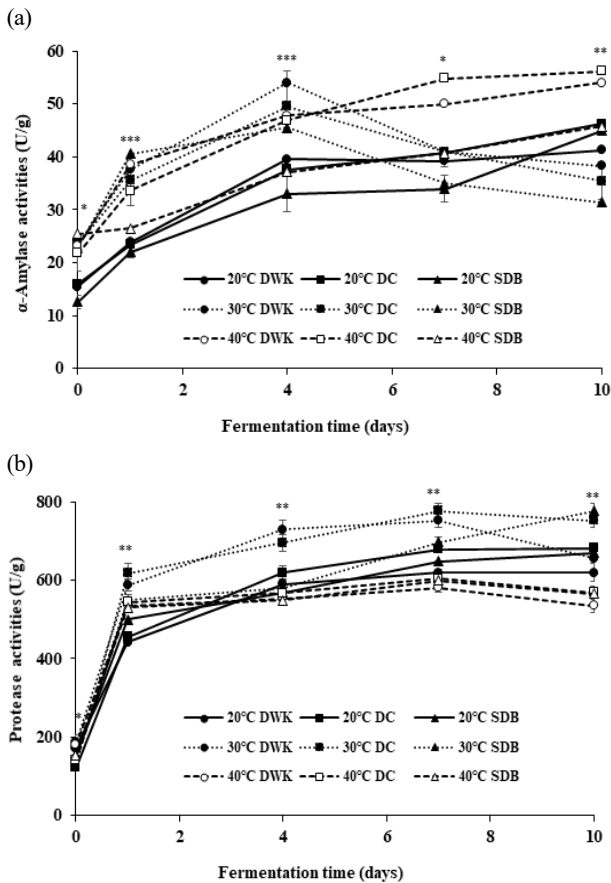 (a)
60
50
40
30
20
10
0
α-Amylase activities (U/g)
*
***
***
*
**
20°C DWK 20°C DC 20°C SDB
30°C DWK 30°C DC 30°C SDB
40°C DWK 40°C DC 40°C SDB
0 2 4 6 8 10
Fermentation time (days)
(b)
800
600
400
200
0
Protease activities (U/g)
*
**
**
**
**
20°C DWK 20°C DC 20°C SDB
30°C DWK 30°C DC 30°C SDB
40°C DWK 40°C DC 40°C SDB
0 2 4 6 8 10
Fermentation time (days)